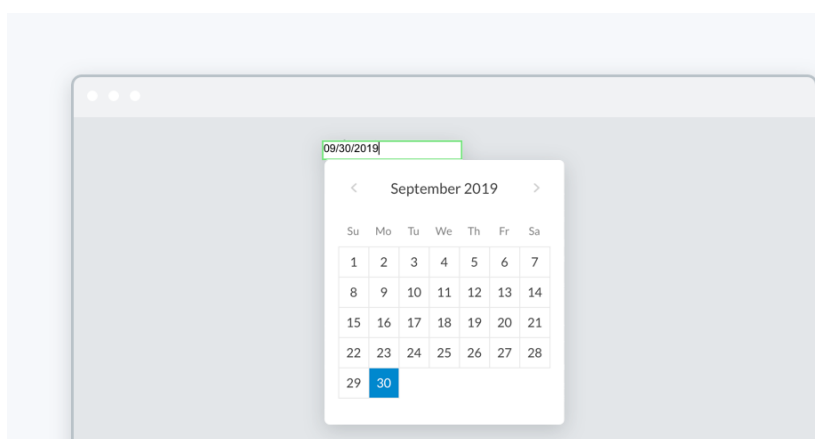 09/30/2019
September 2019
Su Mo Tu We Th Fr Sa
1 2 3 4 5 6 7
8 9 10 11 12 13 14
15 16 17 18 19 20 21
22 23 24 25 26 27 28
29 30